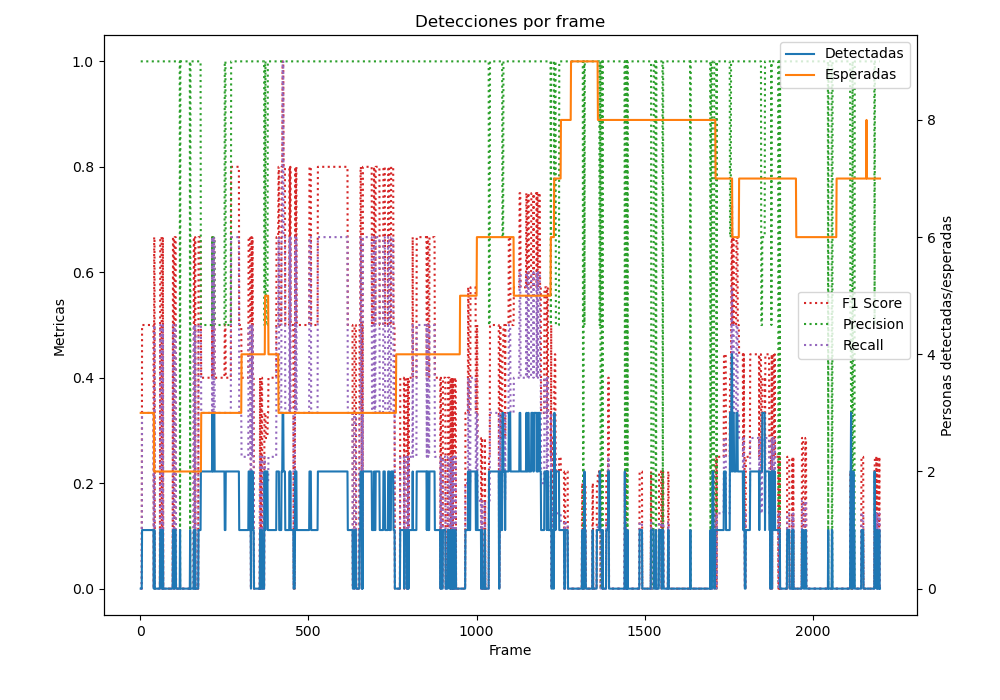 Detecciones por frame
Detectadas
Esperadas
F1 Score
Precision
Recall
Metricas
1.0
0.8
0.6
0.4
0.2
0.0
Personas detectadas/esperadas
8
6
4
2
0
0
500
1000
1500
2000
Frame